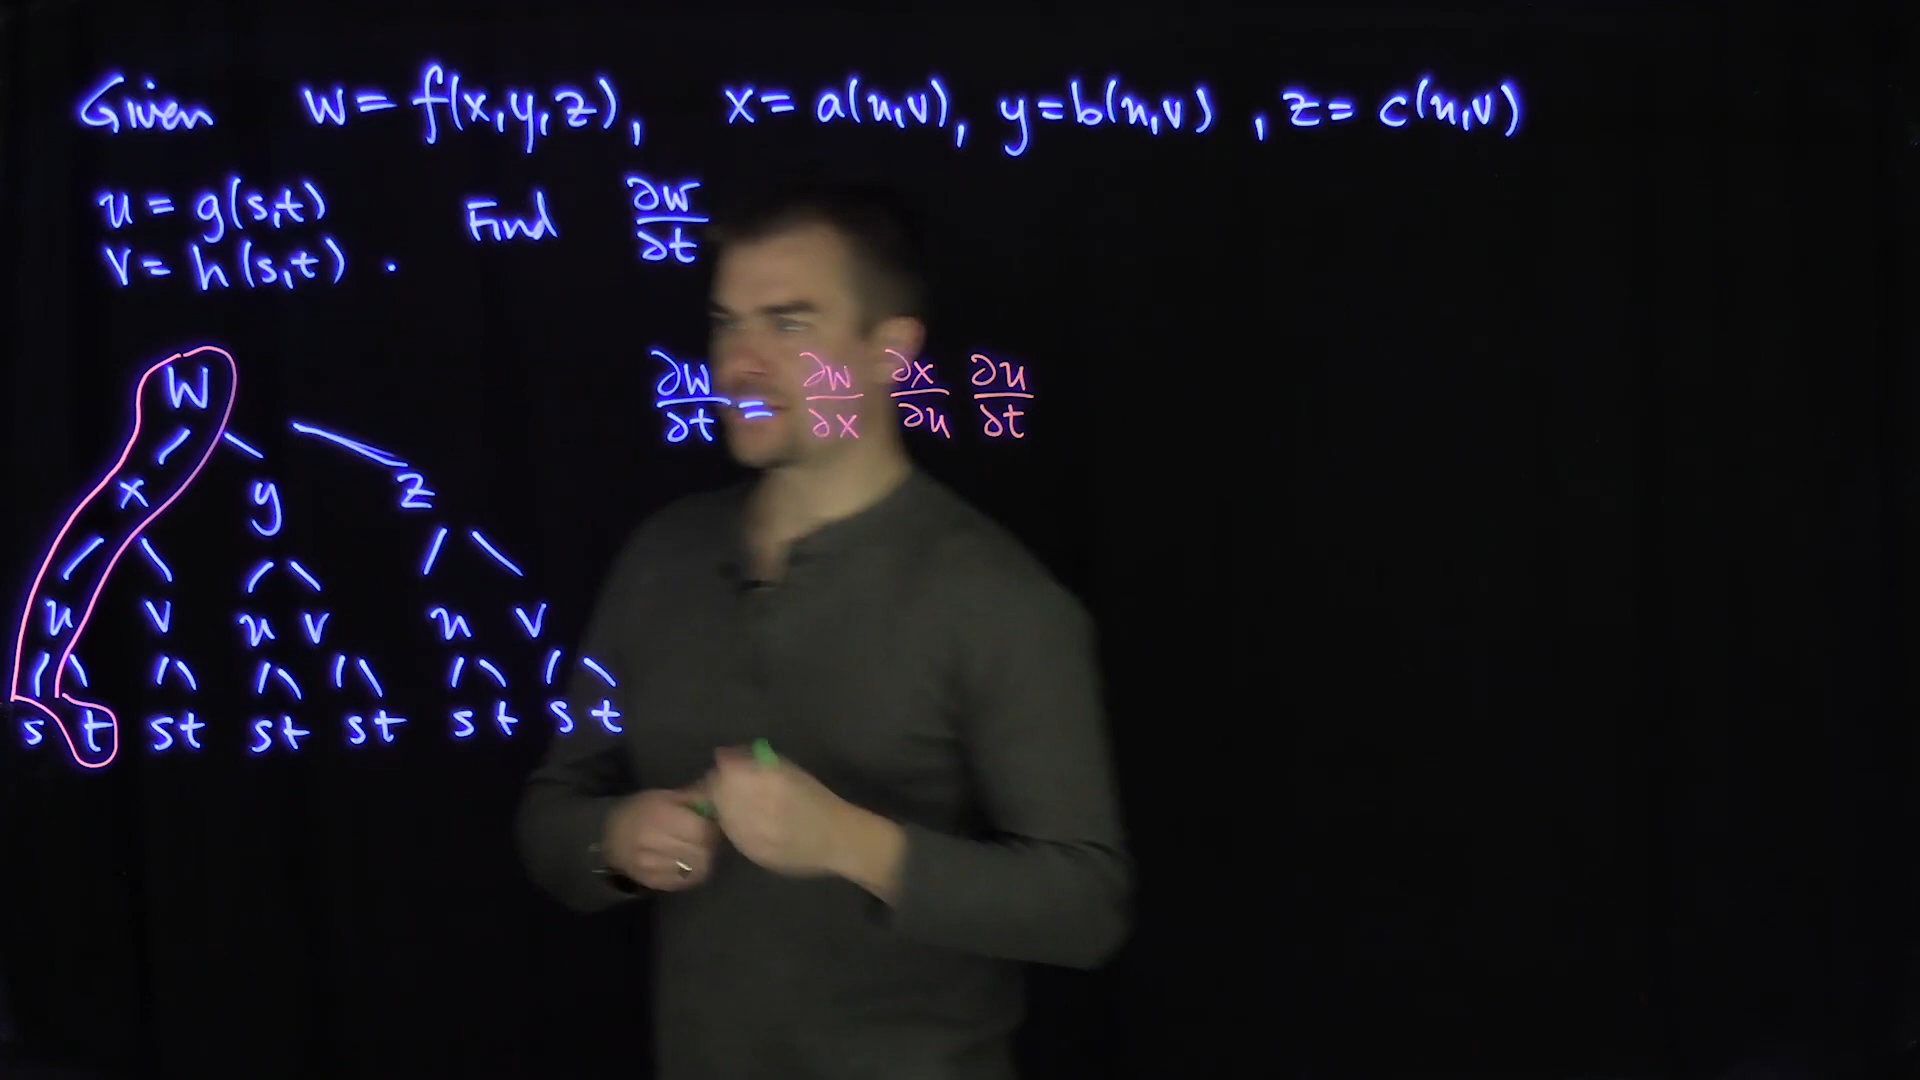 Given w = f(x,y,z), x = a(u,v), y = b(u,v), z = c(u,v)
u = g(s,t) Find ∂w/∂t
v = h(s,t) .
∂w/∂t = ∂w/∂x ∂x/∂u ∂u/∂t
w
x y z
u v u v u v
s t s t s t s t s t s t